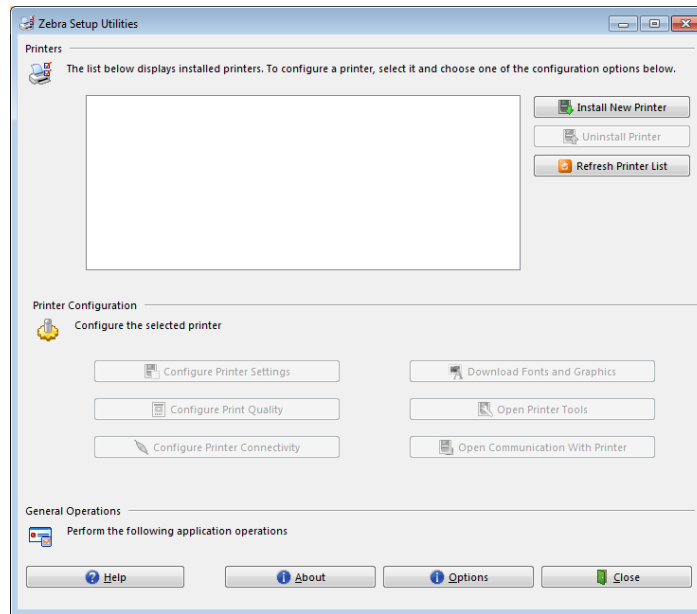 Zebra Setup Utilities
Printers
The list below displays installed printers. To configure a printer, select it and choose one of the configuration options below.
Install New Printer
Uninstall Printer
Refresh Printer List
Printer Configuration
Configure the selected printer
Configure Printer Settings
Download Fonts and Graphics
Configure Print Quality
Open Printer Tools
Configure Printer Connectivity
Open Communication With Printer
General Operations
Perform the following application operations
Help
About
Options
Close